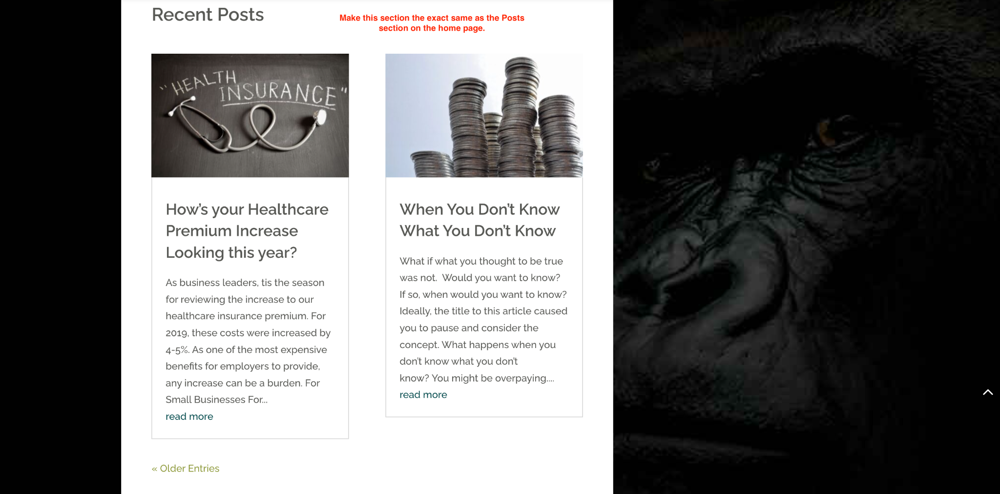 Recent Posts
Make this section the exact same as the Posts
section on the home page.
"HEALTH
INSURANCE"
How’s your Healthcare
Premium Increase
Looking this year?
As business leaders, tis the season
for reviewing the increase to our
healthcare insurance premium. For
2019, these costs were increased by
4-5%. As one of the most expensive
benefits for employers to provide,
any increase can be a burden. For
Small Businesses For...
read more
When You Don’t Know
What You Don’t Know
What if what you thought to be true
was not.  Would you want to know?
If so, when would you want to know?
Ideally, the title to this article caused
you to pause and consider the
concept. What happens when you
don’t know what you don’t
know? You might be overpaying....
read more
« Older Entries